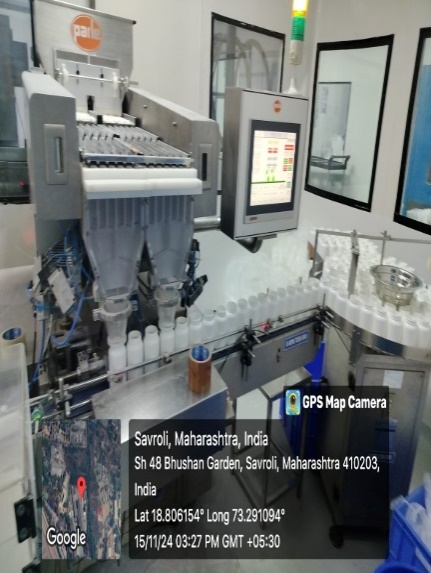 parle
GPS Map Camera
Savroli, Maharashtra, India
Sh 48 Bhushan Garden, Savroli, Maharashtra 410203,
India
Lat 18.806154° Long 73.291094°
15/11/24 03:27 PM GMT +05:30
Google